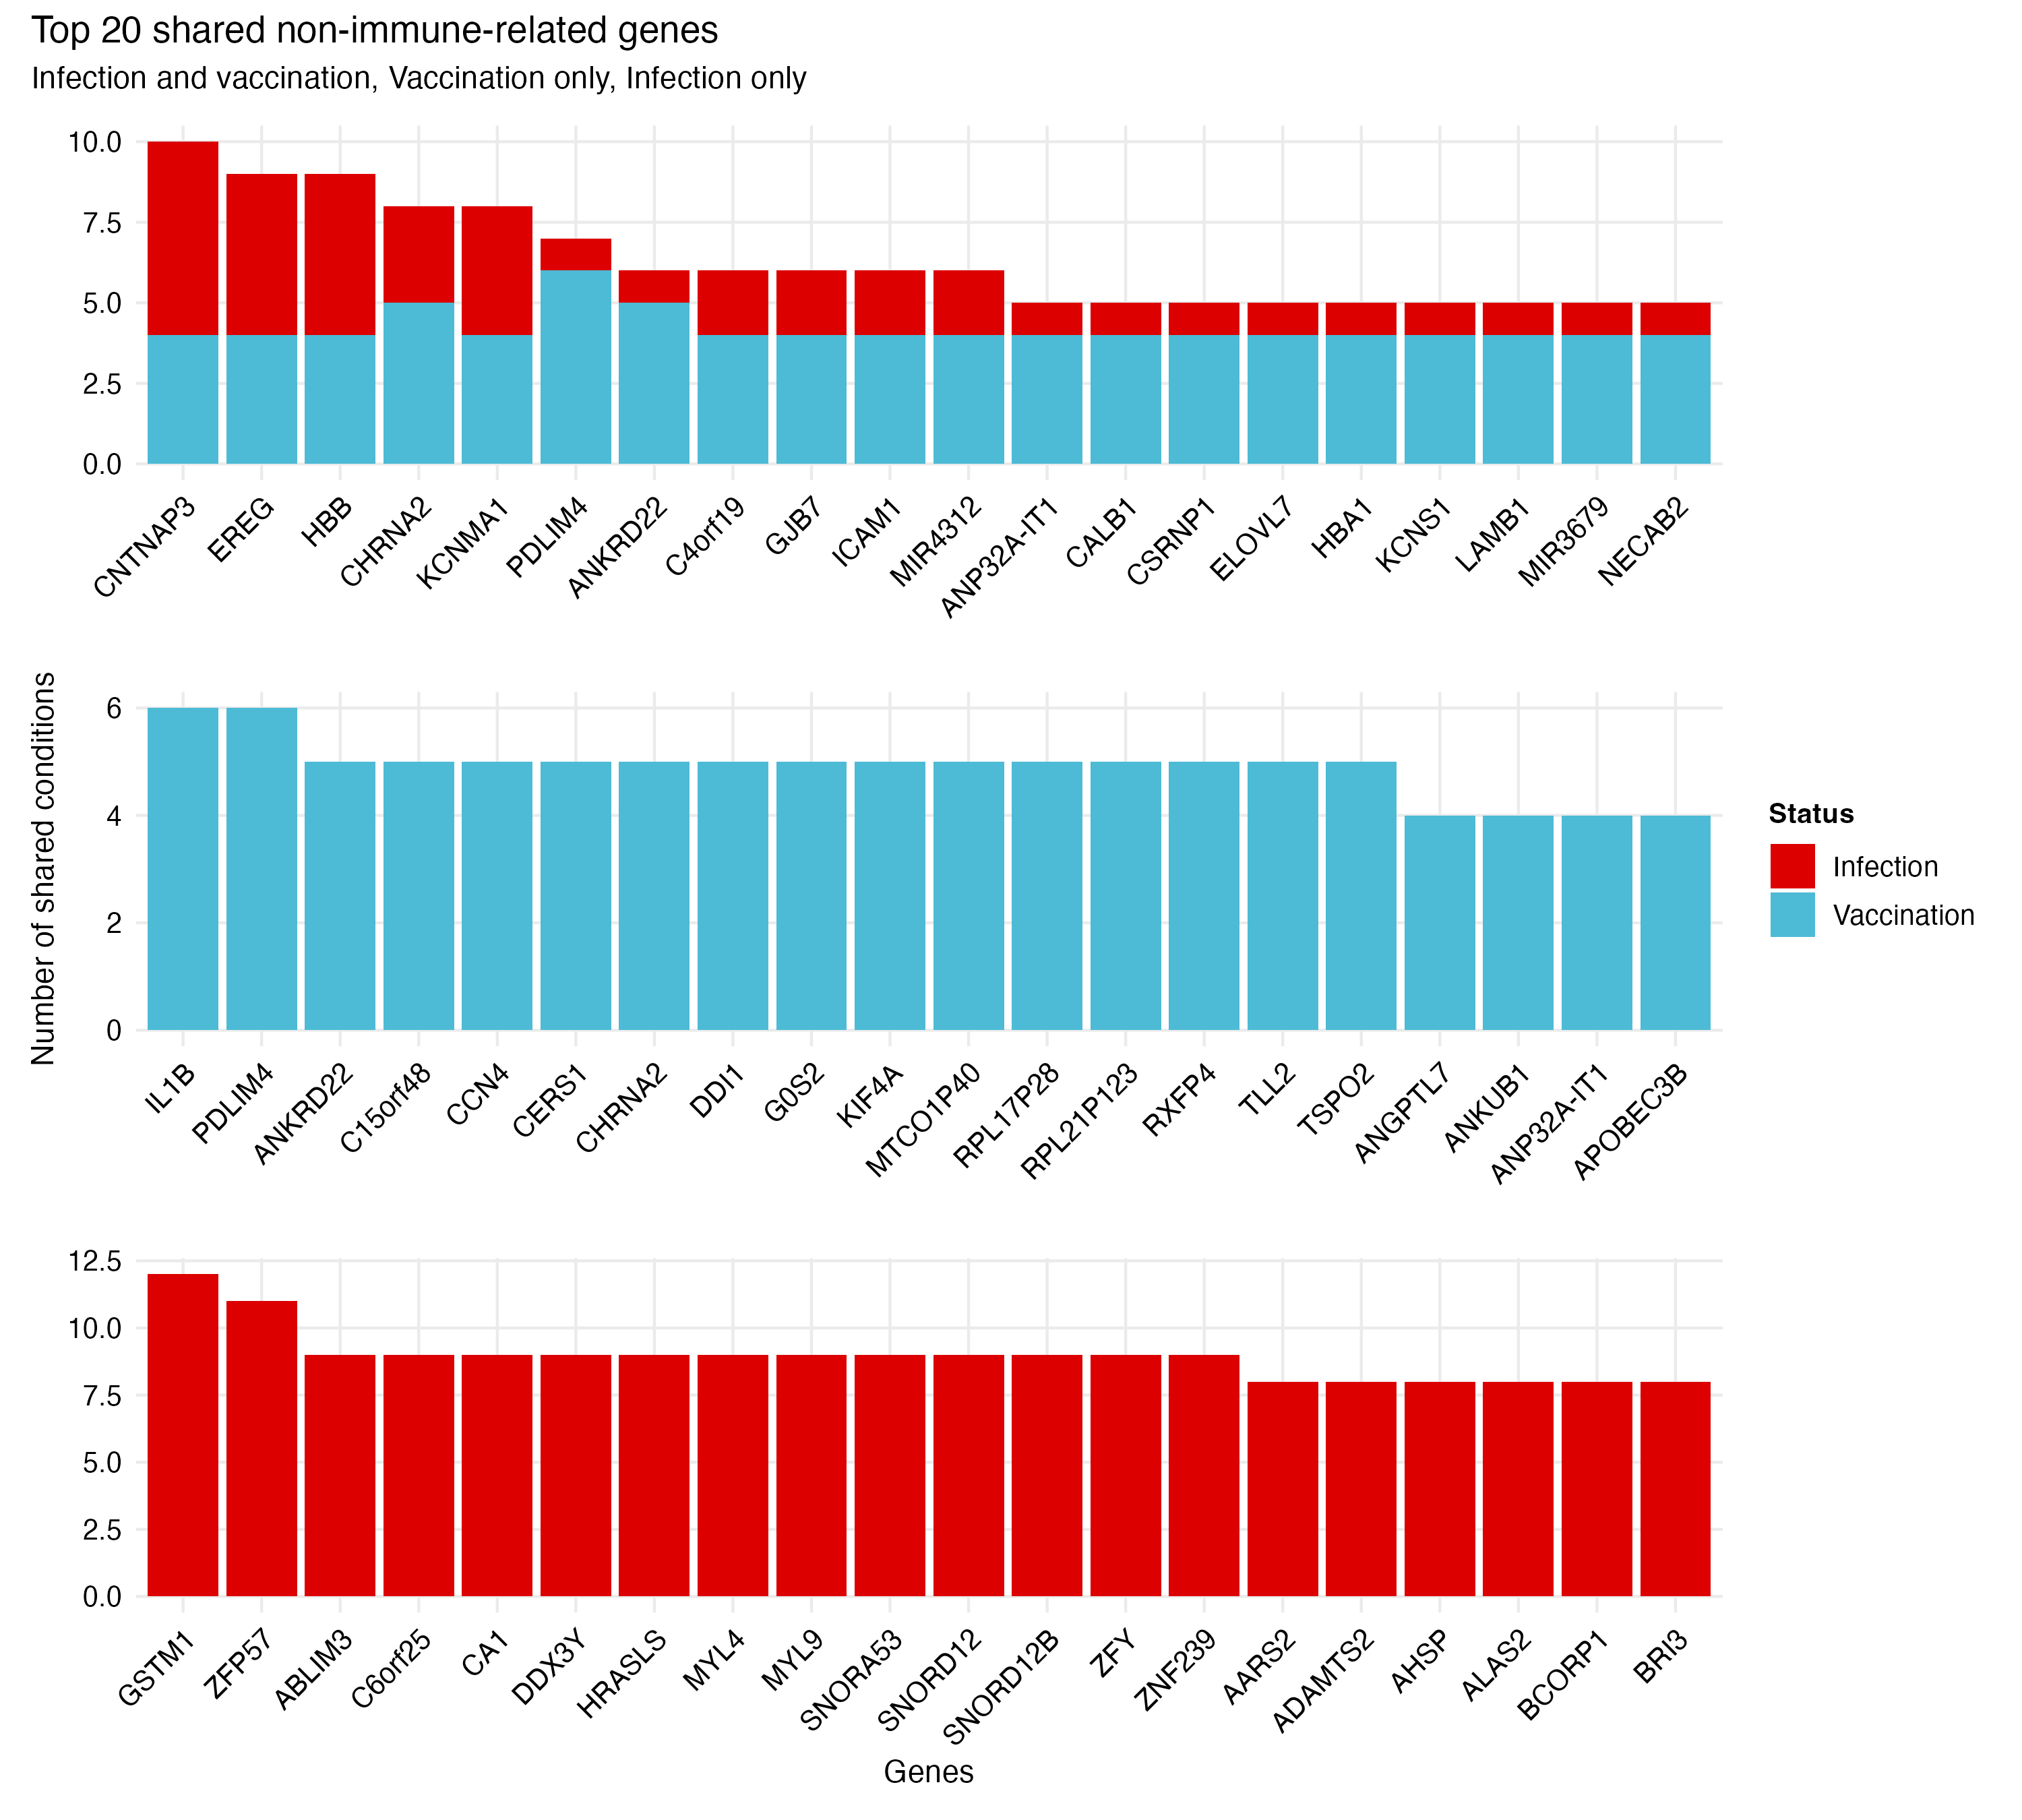 Top 20 shared non-immune-related genes
Infection and vaccination, Vaccination only, Infection only
10.0
7.5
5.0
2.5
0.0
CNTNAP3
EREG
HBB
CHRNA2
KCNMA1
PDLIM4
ANKRD22
C4orf19
GJB7
ICAM1
MIR4312
ANP32A-IT1
CALB1
CSRNP1
ELOVL7
HBA1
KCNS1
LAMB1
MIR3679
NECAB2
Number of shared conditions
6
4
2
0
IL1B
PDLIM4
ANKRD22
C15orf48
CCN4
CERS1
CHRNA2
DDI1
G0S2
KIF4A
MTCO1P40
RPL17P28
RPL21P123
RXFP4
TLL2
TSPO2
ANGPTL7
ANKUB1
ANP32A-IT1
APOBEC3B
Status
Infection
Vaccination
12.5
10.0
7.5
5.0
2.5
0.0
GSTM1
ZFP57
ABLIM3
C6orf25
CA1
DDX3Y
HRASLS
MYL4
MYL9
SNORA53
SNORD12
SNORD12B
ZFY
ZNF239
AARS2
ADAMTS2
AHSP
ALAS2
BCORP1
BRI3
Genes